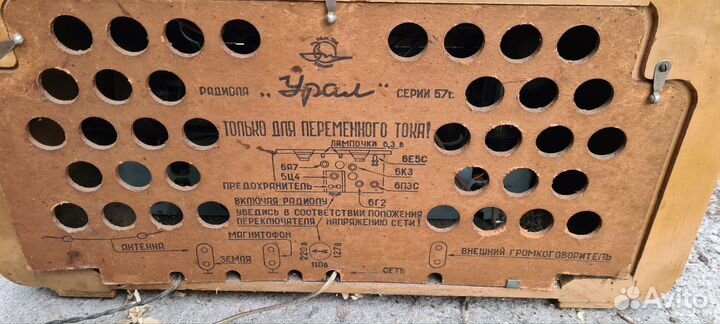 РАДИОЛА „Урал" СЕРИИ 57г.
ТОЛЬКО ДЛЯ ПЕРЕМЕННОГО ТОКА!
ЛАМПОЧКИ 6,3 В
6А7
6Е5С
5Ц4
6К3
ПРЕДОХРАНИТЕЛЬ
6П3С
6Г2
ВКЛЮЧАЯ РАДИОЛУ
УБЕДИСЬ В СООТВЕТСТВИИ ПОЛОЖЕНИЯ
ПЕРЕКЛЮЧАТЕЛЯ НАПРЯЖЕНИЮ СЕТИ!
АНТЕННА
МАГНИТОФОН
ЗЕМЛЯ
220В
127В
110В
СЕТЬ
ВНЕШНИЙ ГРОМКОГОВОРИТЕЛЬ
Avito